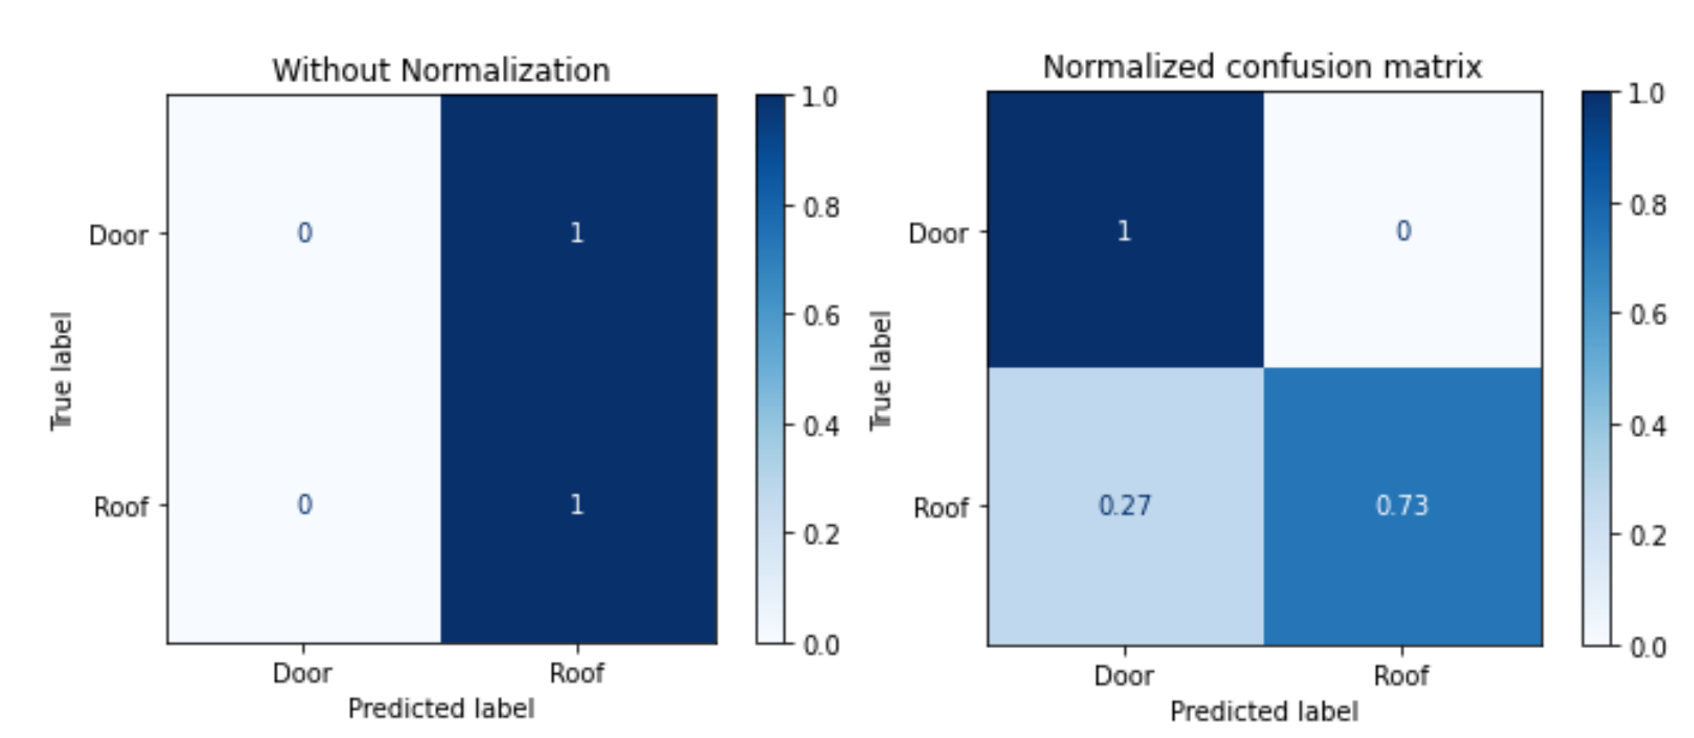 Without Normalization
1.0
0.8
0.6
0.4
0.2
0.0
Door
Roof
True label
0
1
0
1
Door
Roof
Predicted label
Normalized confusion matrix
1.0
0.8
0.6
0.4
0.2
0.0
Door
Roof
True label
1
0
0.27
0.73
Door
Roof
Predicted label